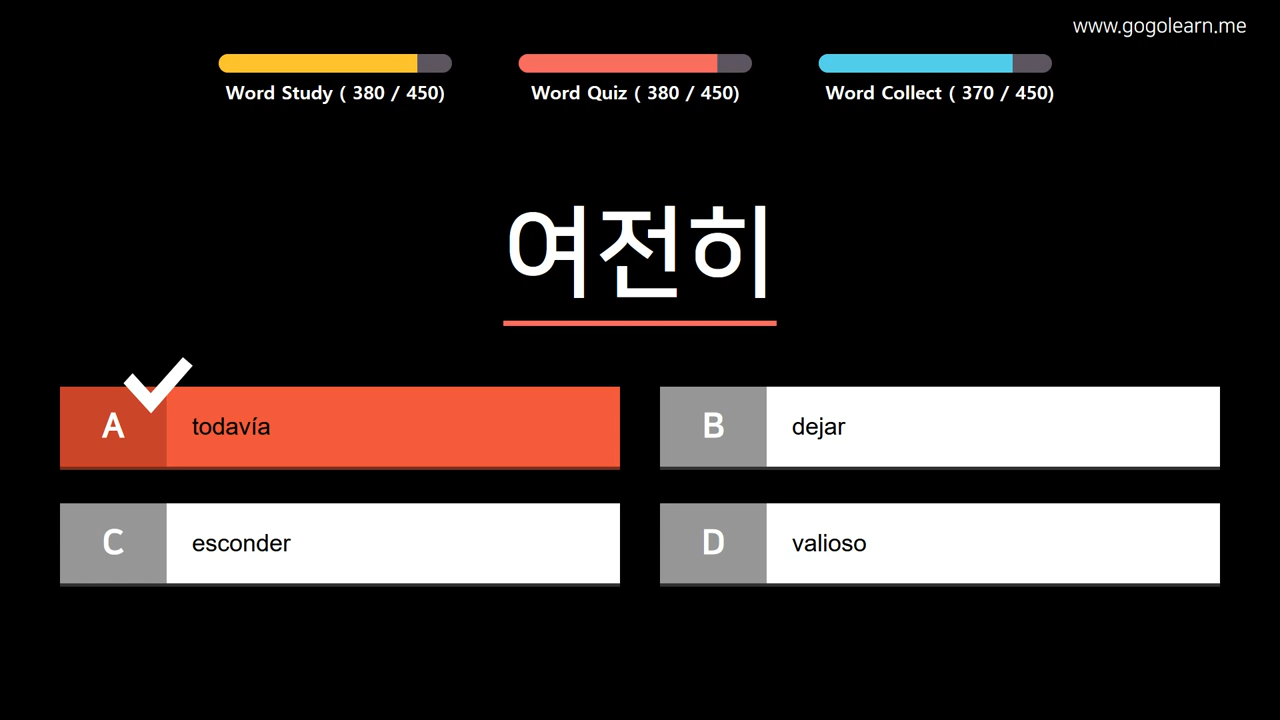 www.gogolearn.me
Word Study ( 380 / 450)
Word Quiz ( 380 / 450)
Word Collect ( 370 / 450)
여전히
A todavía
B dejar
C esconder
D valioso